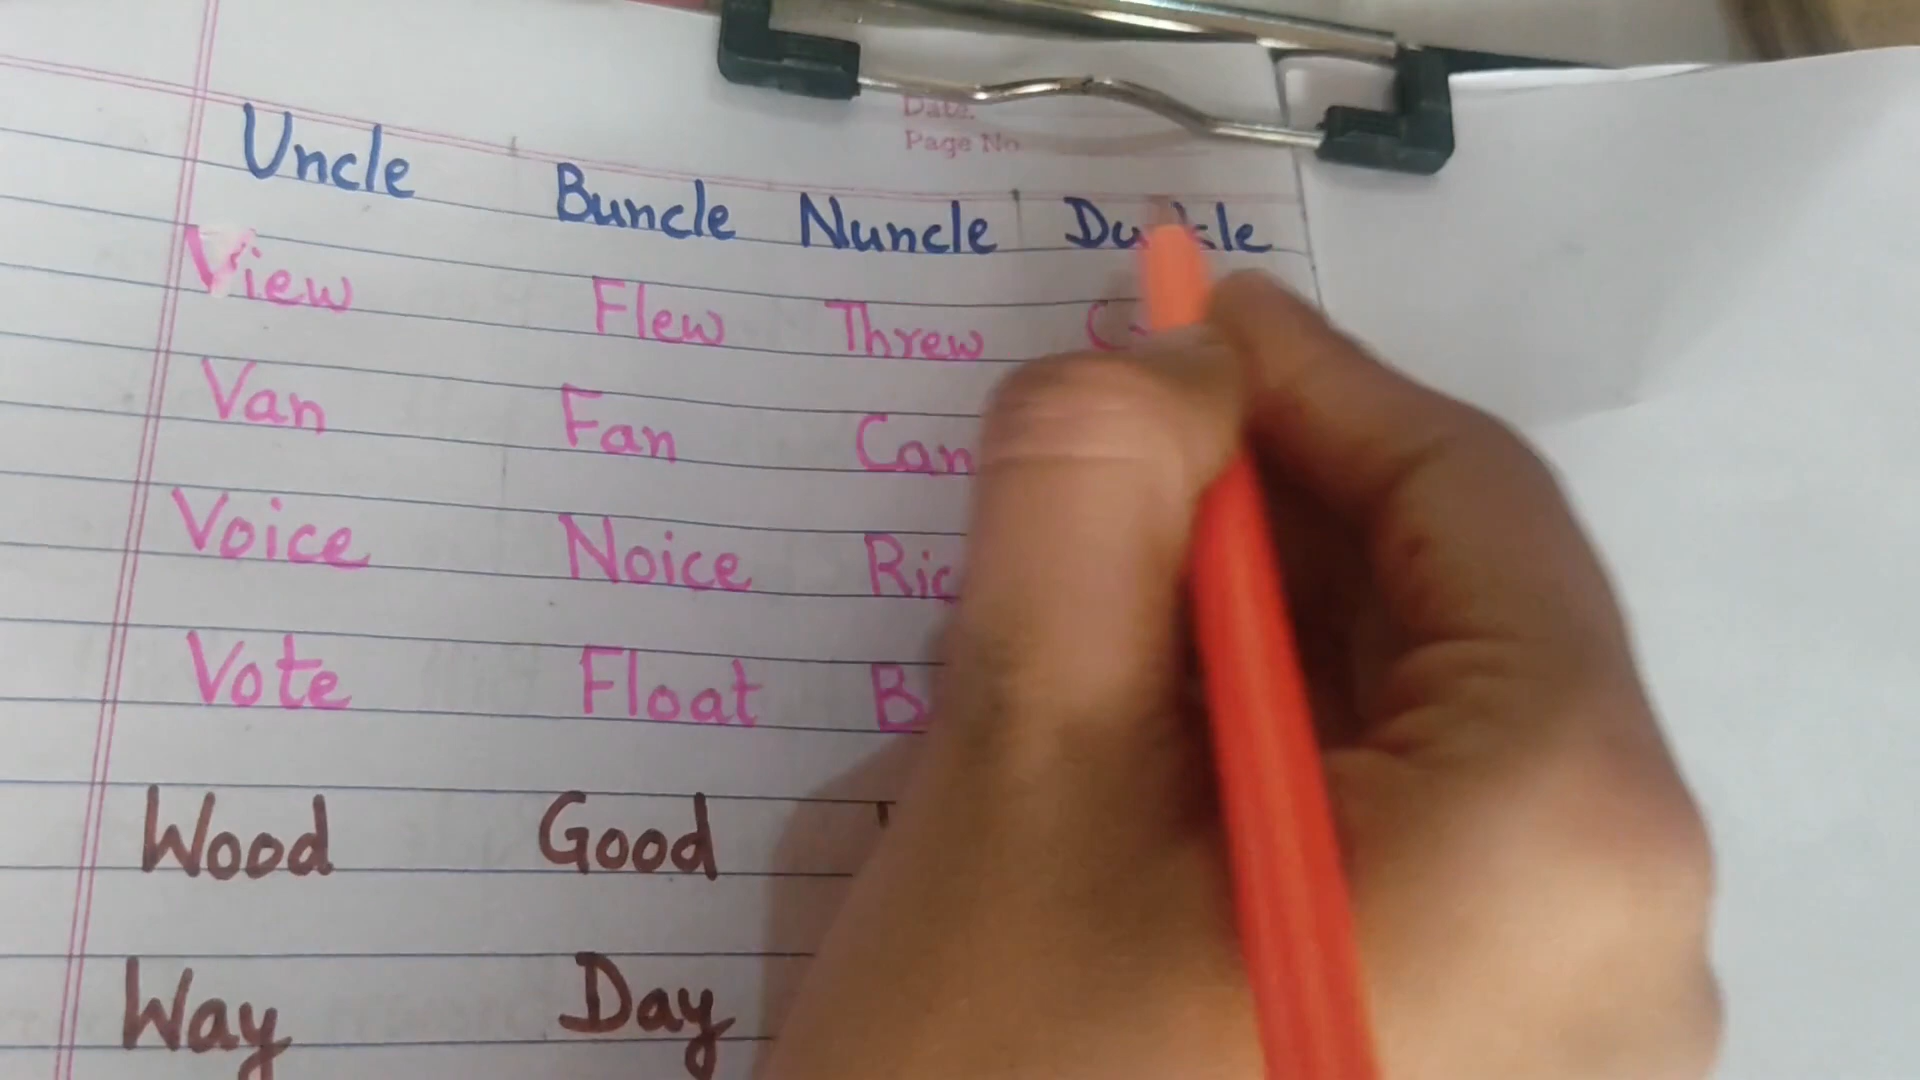 Date.
Page No
Uncle Buncle Nuncle
View Flew Threw
Van Fan Can
Voice Noice
Vote Float
Wood Good
Way Day